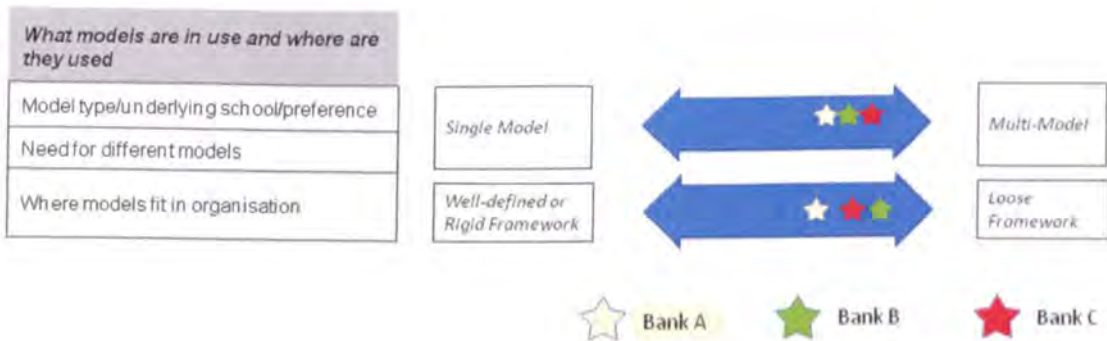 What models are in use and where are
they used
Model type/underlying school/preference
Need for different models
Where models fit in organisation
Single Model
Multi-Model
Well-defined or
Rigid Framework
Loose
Framework
Bank A
Bank B
Bank C